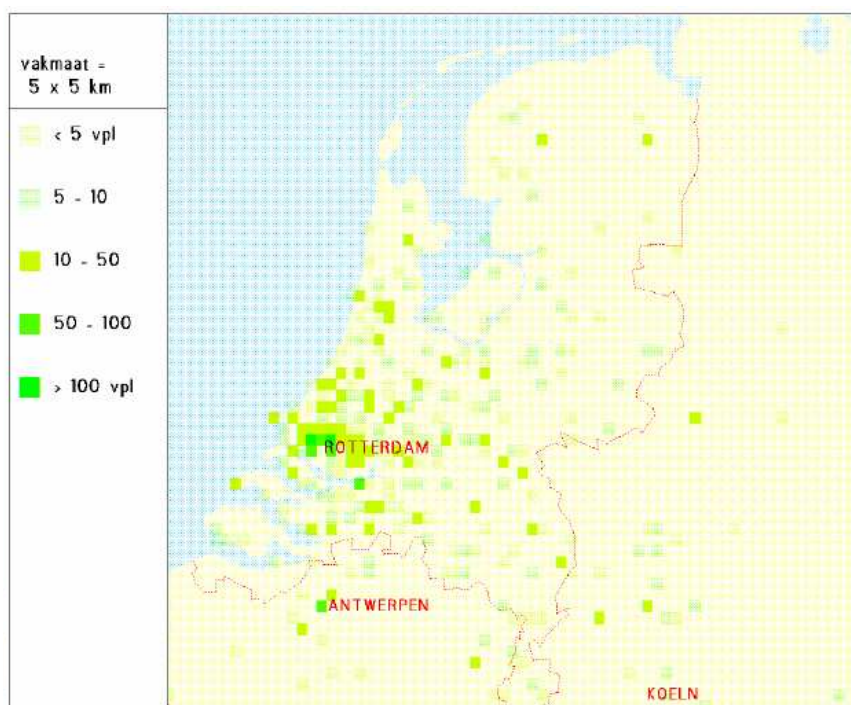 vakmaat =
5 x 5 km
< 5 vpl
5 - 10
10 - 50
50 - 100
> 100 vpl
ROTTERDAM
ANTWERPEN
KOELN